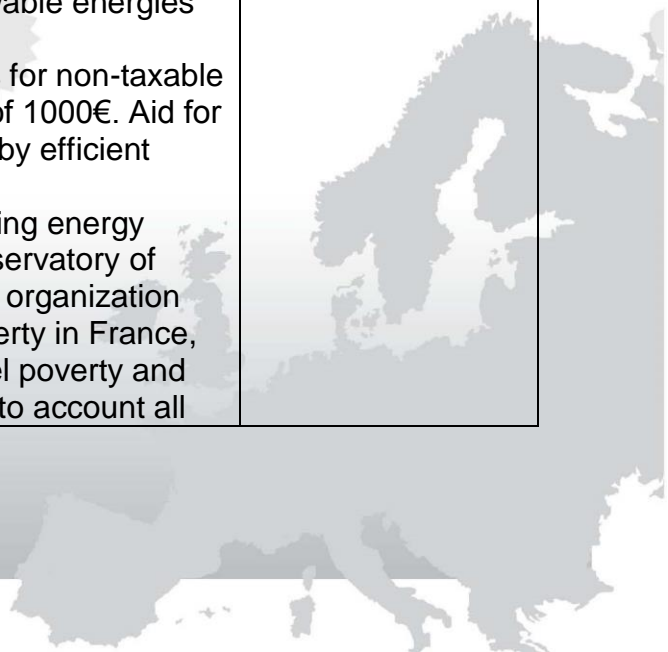 able energies
for non-taxable
of 1000€. Aid for
by efficient
ing energy
servatory of
organization
erty in France,
el poverty and
to account all